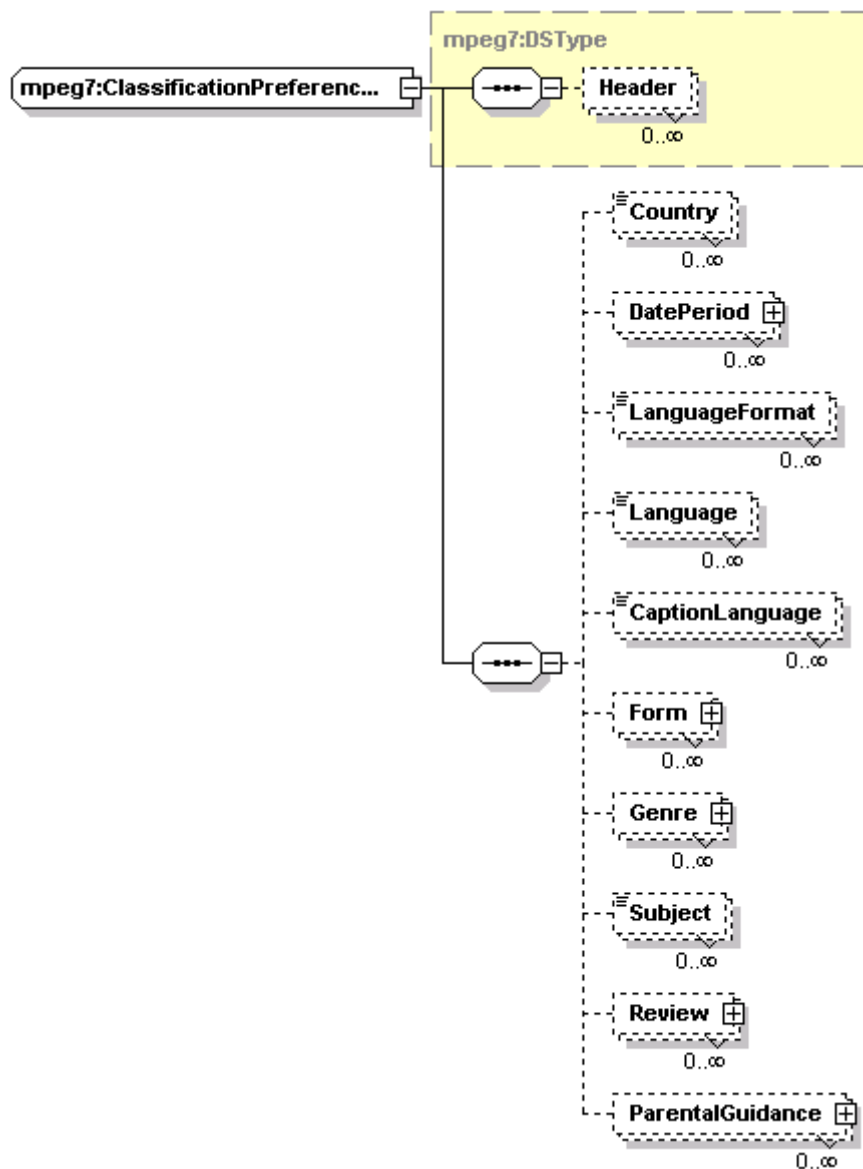 mpeg7:DSType
mpeg7:ClassificationPreferenc...
Header
0..∞
Country
0..∞
DatePeriod
0..∞
LanguageFormat
0..∞
Language
0..∞
CaptionLanguage
0..∞
Form
0..∞
Genre
0..∞
Subject
0..∞
Review
0..∞
ParentalGuidance
0..∞